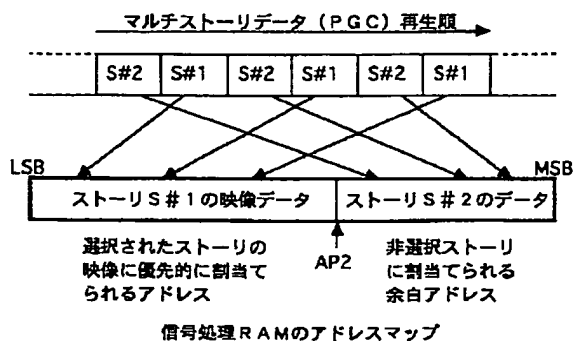 マルチストーリデータ（PGC）再生順
S#2 S#1 S#2 S#1 S#2 S#1
LSB MSB
ストーリS#1の映像データ ストーリS#2のデータ
選択されたストーリの
映像に優先的に割当て
られるアドレス
AP2
非選択ストーリ
に割当てられる
余白アドレス
信号処理RAMのアドレスマップ